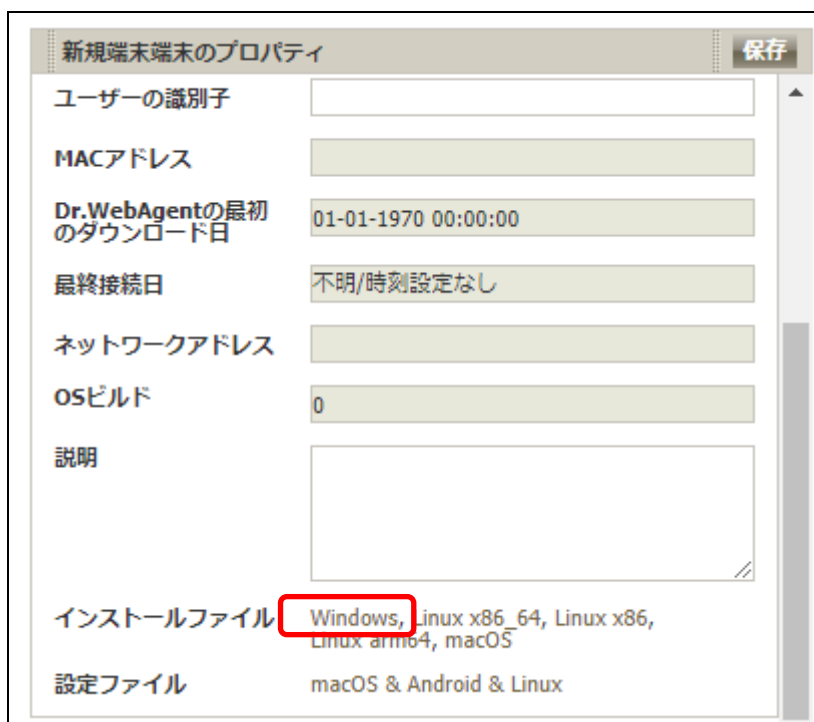 新規端末端末のプロパティ 保存
ユーザーの識別子
MACアドレス
Dr.WebAgentの最初
のダウンロード日
01-01-1970 00:00:00
最終接続日 不明/時刻設定なし
ネットワークアドレス
OSビルド 0
説明
インストールファイル Windows, Linux x86_64, Linux x86,
Linux arm64, macOS
設定ファイル macOS & Android & Linux